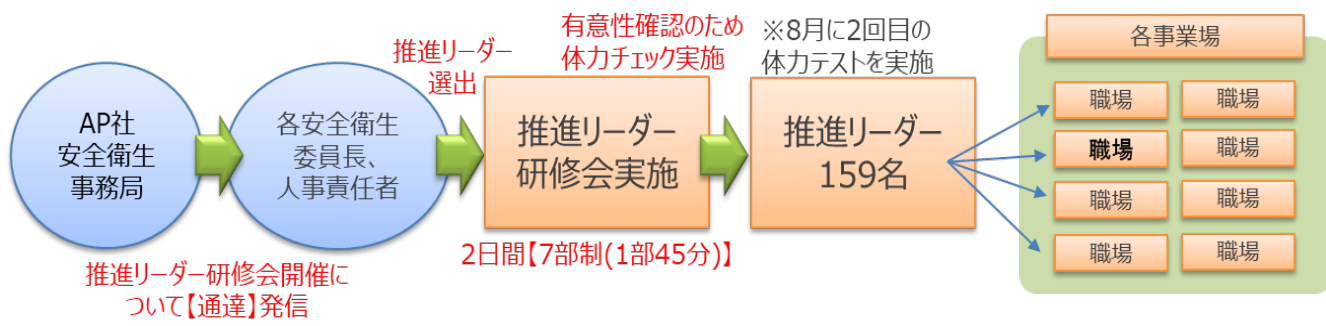 AP社
安全衛生
事務局
推進リーダー研修会開催に
ついて【通達】発信
各安全衛生
委員長、
人事責任者
推進リーダー
選出
有意性確認のため
体力チェック実施
推進リーダー
研修会実施
2日間【7部制(1部45分)】
※8月に2回目の
体力テストを実施
推進リーダー
159名
各事業場
職場
職場
職場
職場
職場
職場
職場
職場